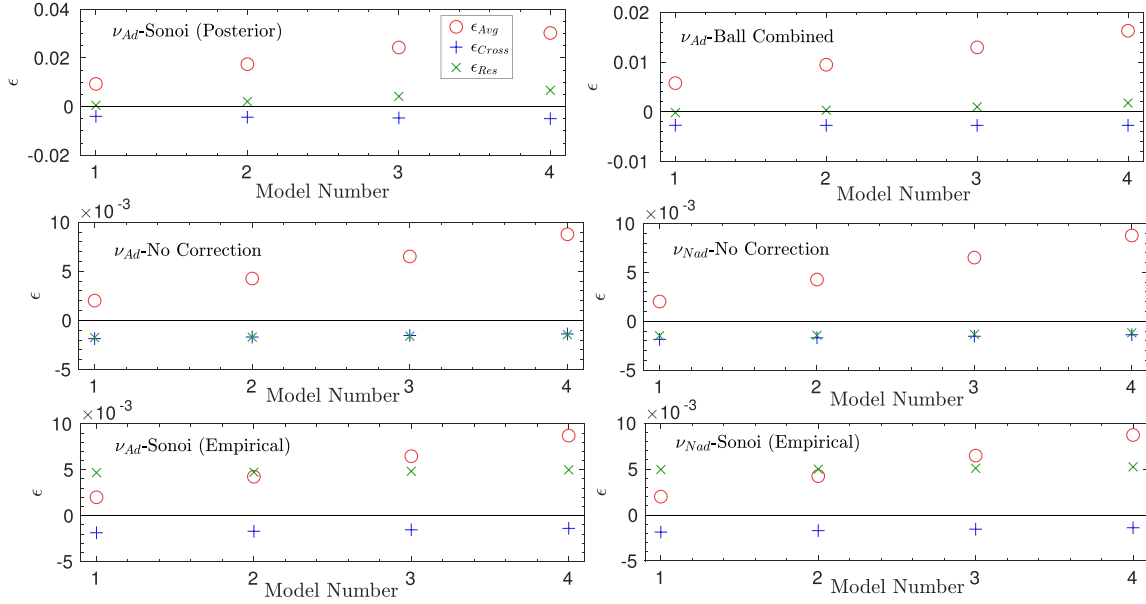 0.04
0.02
0
-0.02
ϵ
ν_Ad-Sonoi (Posterior)
ϵ_Avg
ϵ_Cross
ϵ_Res
1 2 3 4
Model Number
0.02
0.01
0
-0.01
ϵ
ν_Ad-Ball Combined
1 2 3 4
Model Number
×10⁻³
10
5
0
-5
ϵ
ν_Ad-No Correction
1 2 3 4
Model Number
×10⁻³
10
5
0
-5
ϵ
ν_Nad-No Correction
1 2 3 4
Model Number
×10⁻³
10
5
0
-5
ϵ
ν_Ad-Sonoi (Empirical)
1 2 3 4
Model Number
×10⁻³
10
5
0
-5
ϵ
ν_Nad-Sonoi (Empirical)
1 2 3 4
Model Number